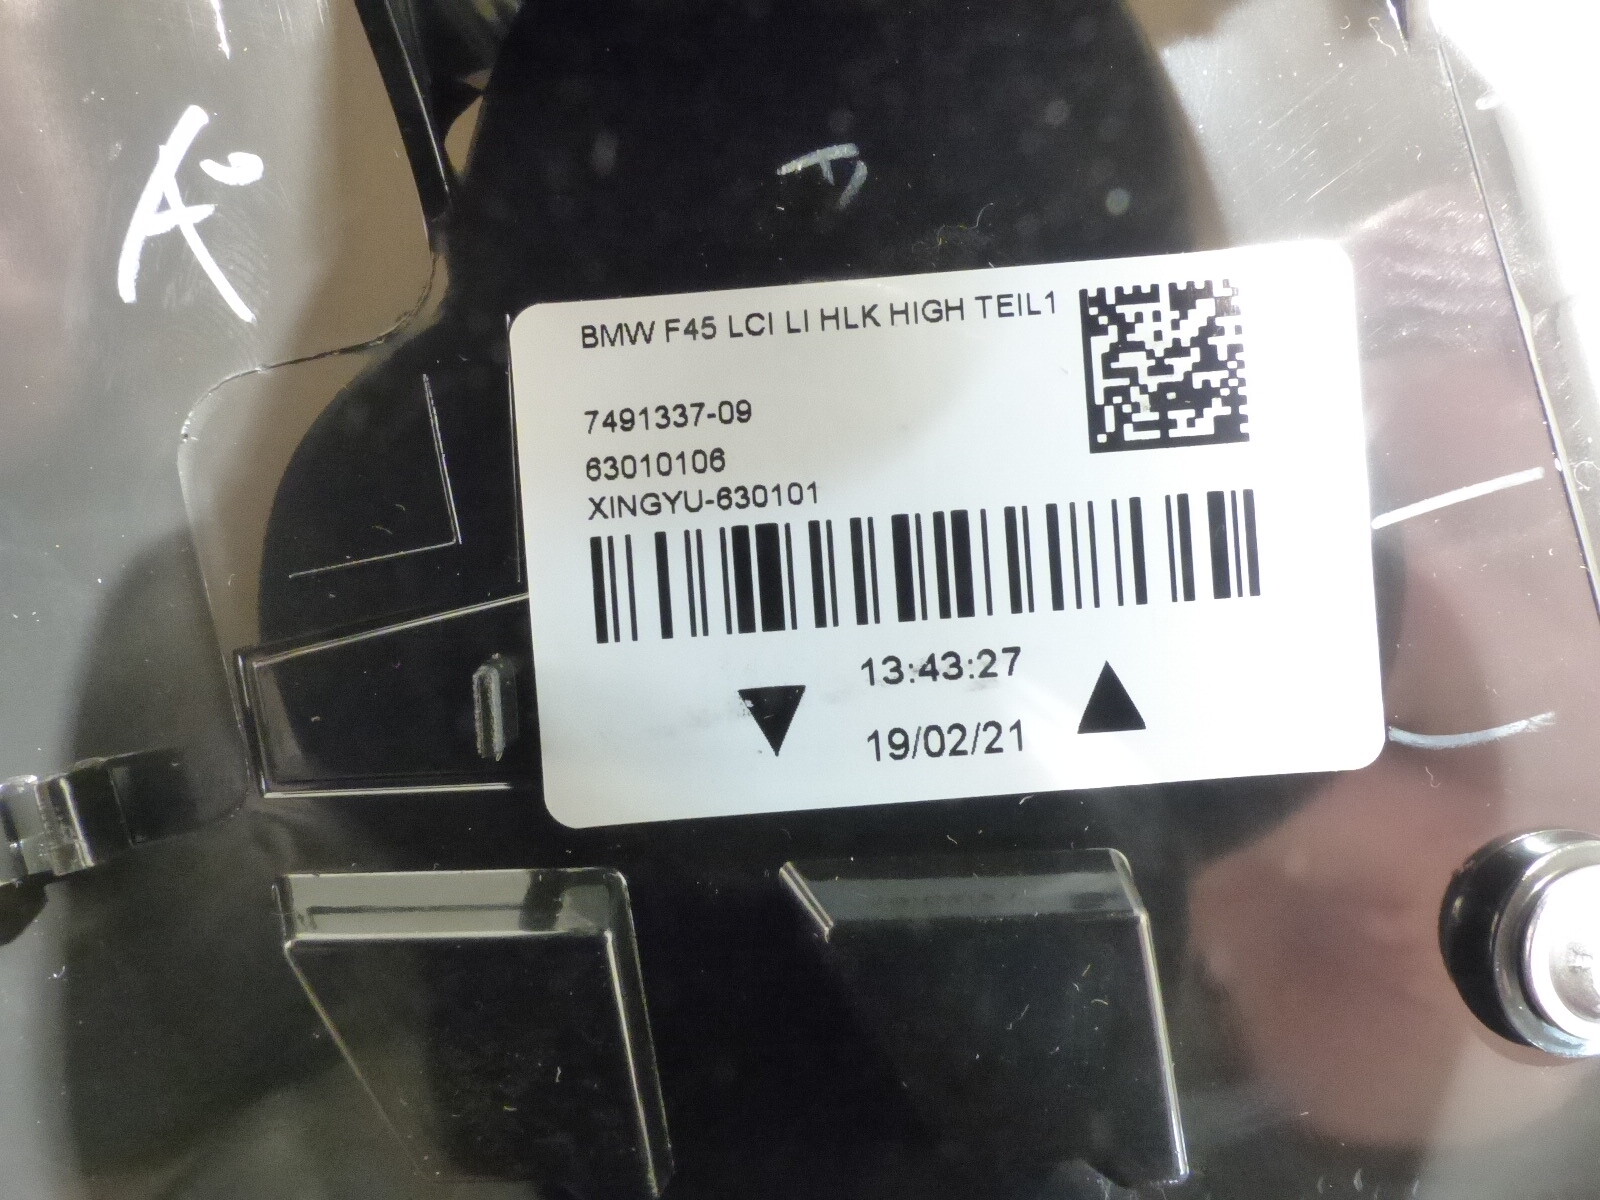 BMW F45 LCI LI HLK HIGH TEIL1
7491337-09
63010106
XINGYU-630101
13:43:27
19/02/21